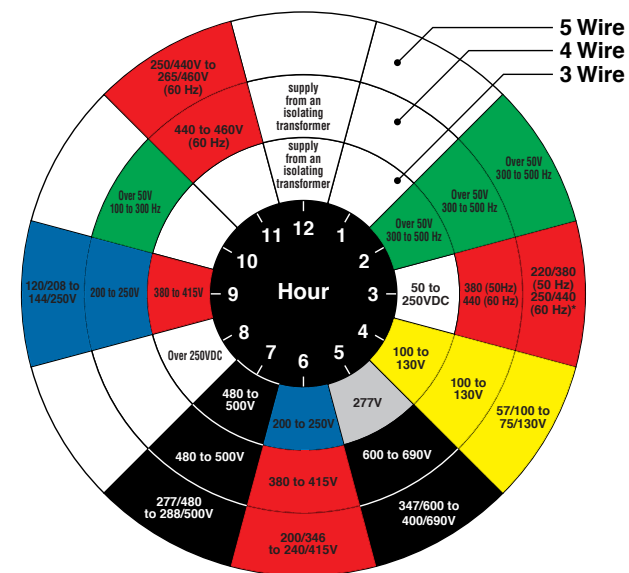 5 Wire
4 Wire
3 Wire
250/440V to
265/460V
(60 Hz)
440 to 460V
(60 Hz)
supply
from an
isolating
transformer
supply
from an
isolating
transformer
Over 50V
300 to 500 Hz
Over 50V
300 to 500 Hz
Over 50V
300 to 500 Hz
Over 50V
100 to 300 Hz
120/208 to
144/250V
200 to 250V
380 to 415V
12
1
2
3
4
5
6
7
8
9
10
11
Hour
50 to
250VDC
380 (50Hz)
440 (60 Hz)
220/380
(50 Hz)
250/440
(60 Hz)*
Over 250VDC
100 to
130V
100 to
130V
57/100 to
75/130V
480 to
500V
200 to 250V
277V
480 to 500V
380 to 415V
600 to 690V
277/480
to 288/500V
200/346
to 240/415V
347/600 to
400/690V